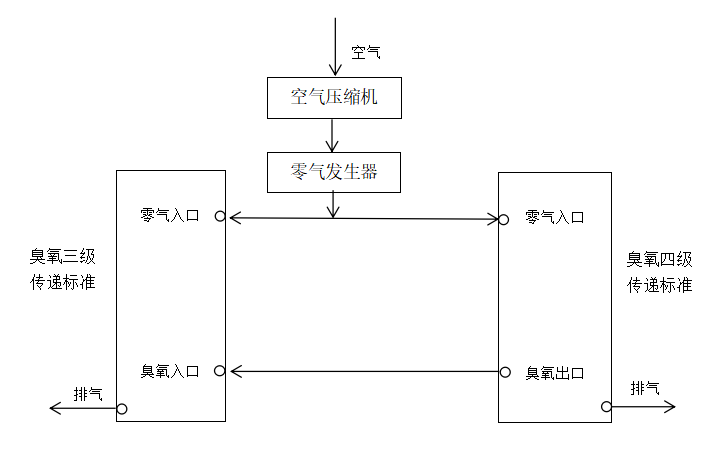 空气
空气压缩机
零气发生器
零气入口
零气入口
臭氧三级
传递标准
臭氧四级
传递标准
臭氧入口
臭氧出口
排气
排气